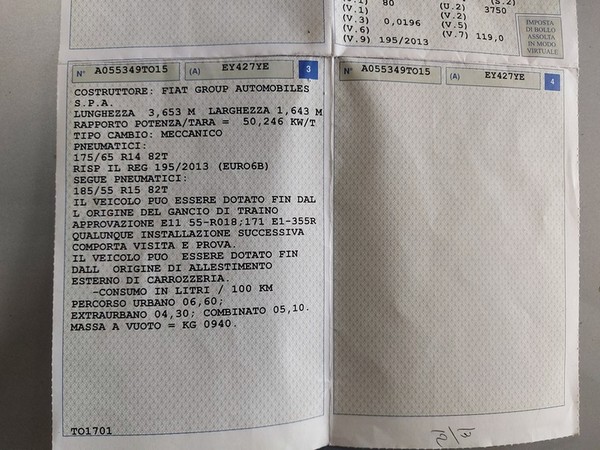 (V.1) 80
(V.3) 0,0196
(V.6)
(V.9) 195/2013
(S.2)
(U.2) 3750
(V.2)
(V.5)
(V.7) 119,0
IMPOSTA
DI BOLLO
ASSOLTA
IN MODO
VIRTUALE
N° A055349TO15 (A) EY427YE 3
COSTRUTTORE: FIAT GROUP AUTOMOBILES
S.P.A.
LUNGHEZZA 3,653 M LARGHEZZA 1,643 M
RAPPORTO POTENZA/TARA = 50,246 KW/T
TIPO CAMBIO: MECCANICO
PNEUMATICI:
175/65 R14 82T
RISP IL REG 195/2013 (EURO6B)
SEGUE PNEUMATICI:
185/55 R15 82T
IL VEICOLO PUO ESSERE DOTATO FIN DAL
L ORIGINE DEL GANCIO DI TRAINO
APPROVAZIONE E11 55-R018;171 E1-355R
QUALUNQUE INSTALLAZIONE SUCCESSIVA
COMPORTA VISITA E PROVA.
IL VEICOLO PUO ESSERE DOTATO FIN
DALL ORIGINE DI ALLESTIMENTO
ESTERNO DI CARROZZERIA.
-CONSUMO IN LITRI / 100 KM
PERCORSO URBANO 06,60;
EXTRAURBANO 04,30; COMBINATO 05,10.
MASSA A VUOTO = KG 0940.
TO1701
N° A055349TO15 (A) EY427YE 4